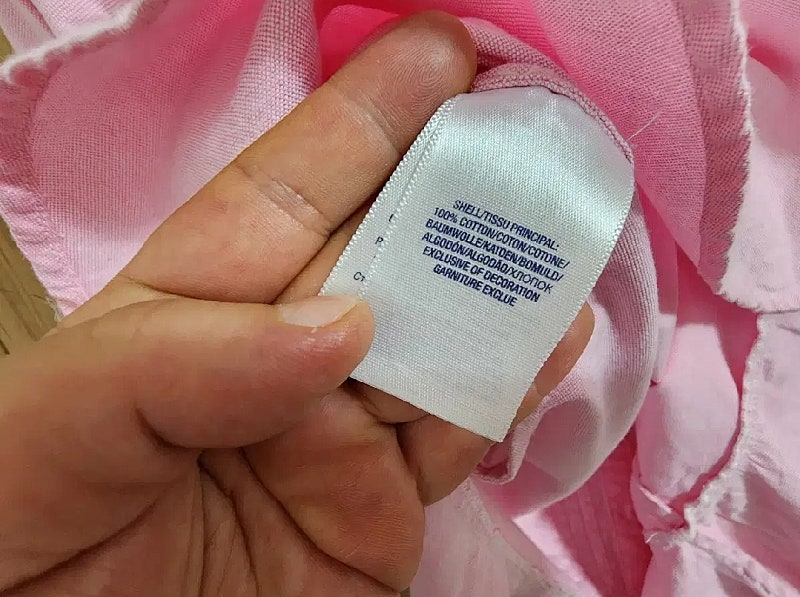 SHELL/TISSU PRINCIPAL:
100% COTTON/COTON/COTONE/
BAUMWOLLE/KATOEN/BOMULD/
ALGODÓN/ALGODÃO/ХЛОПОК
EXCLUSIVE OF DECORATION
GARNITURE EXCLUE